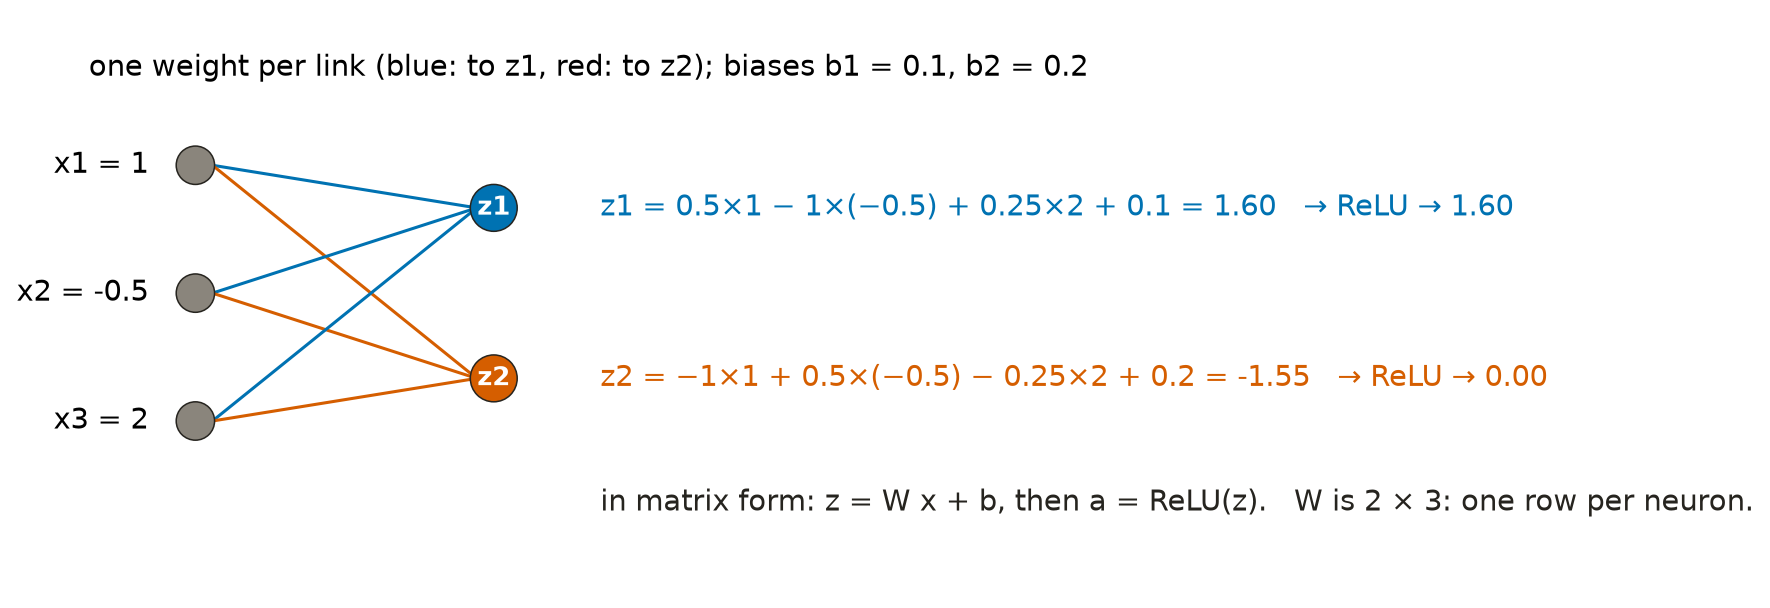 one weight per link (blue: to z1, red: to z2); biases b1 = 0.1, b2 = 0.2
x1 = 1
z1
z1 = 0.5×1 − 1×(−0.5) + 0.25×2 + 0.1 = 1.60   → ReLU → 1.60
x2 = -0.5
z2
z2 = −1×1 + 0.5×(−0.5) − 0.25×2 + 0.2 = -1.55   → ReLU → 0.00
x3 = 2
in matrix form: z = W x + b, then a = ReLU(z).   W is 2 × 3: one row per neuron.